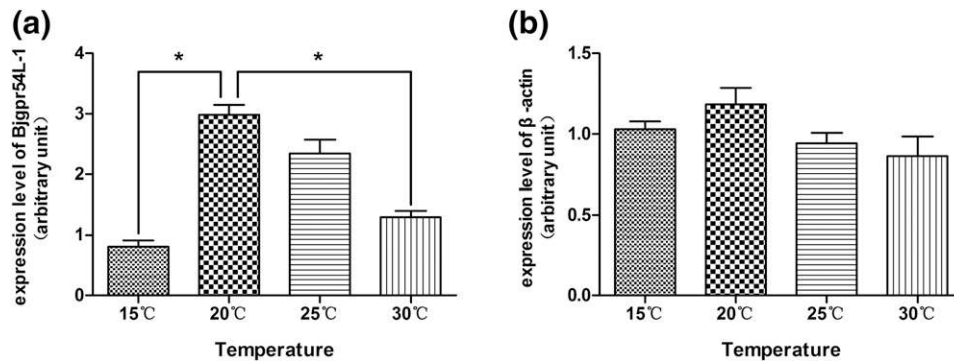 (a)
expression level of Bjgpr54L-1
(arbitrary unit)
4
3
2
1
0
*
*
15℃ 20℃ 25℃ 30℃
Temperature
(b)
expression level of β -actin
(arbitrary unit)
1.5
1.0
0.5
0.0
15℃ 20℃ 25℃ 30℃
Temperature